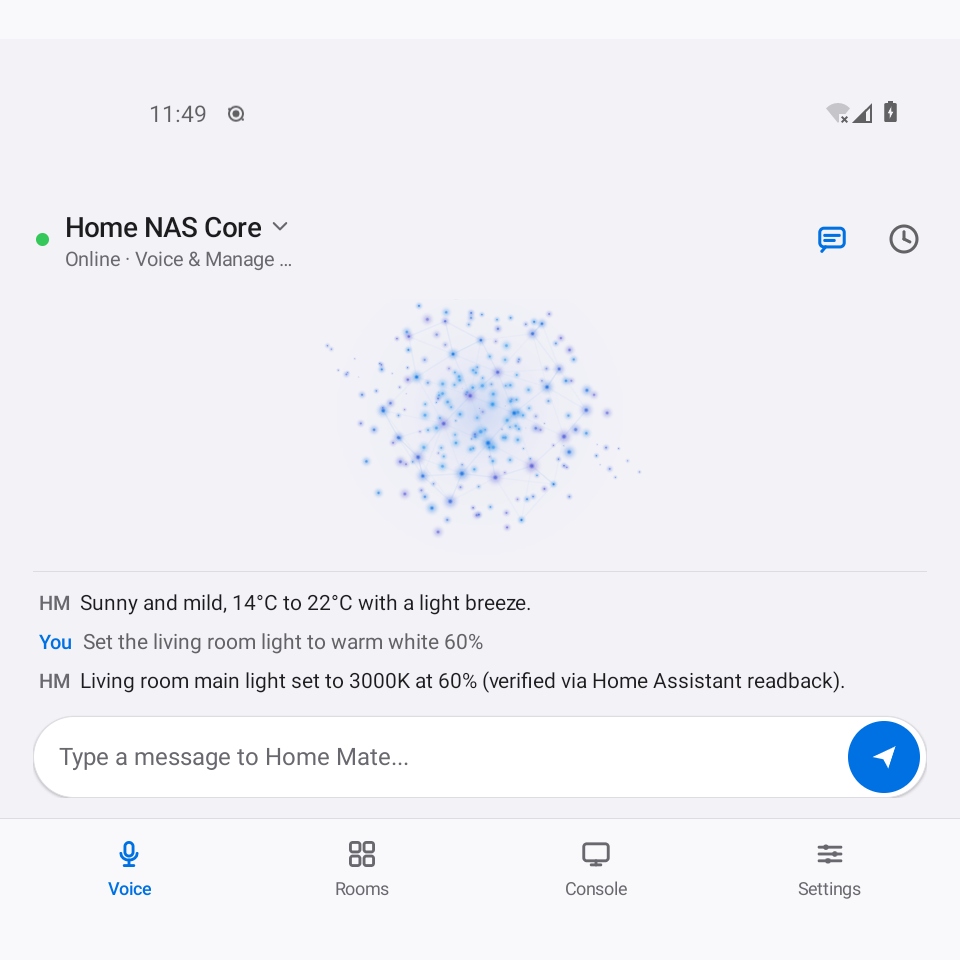 11:49
Home NAS Core
Online · Voice & Manage ...
HM Sunny and mild, 14°C to 22°C with a light breeze.
You Set the living room light to warm white 60%
HM Living room main light set to 3000K at 60% (verified via Home Assistant readback).
Type a message to Home Mate...
Voice
Rooms
Console
Settings